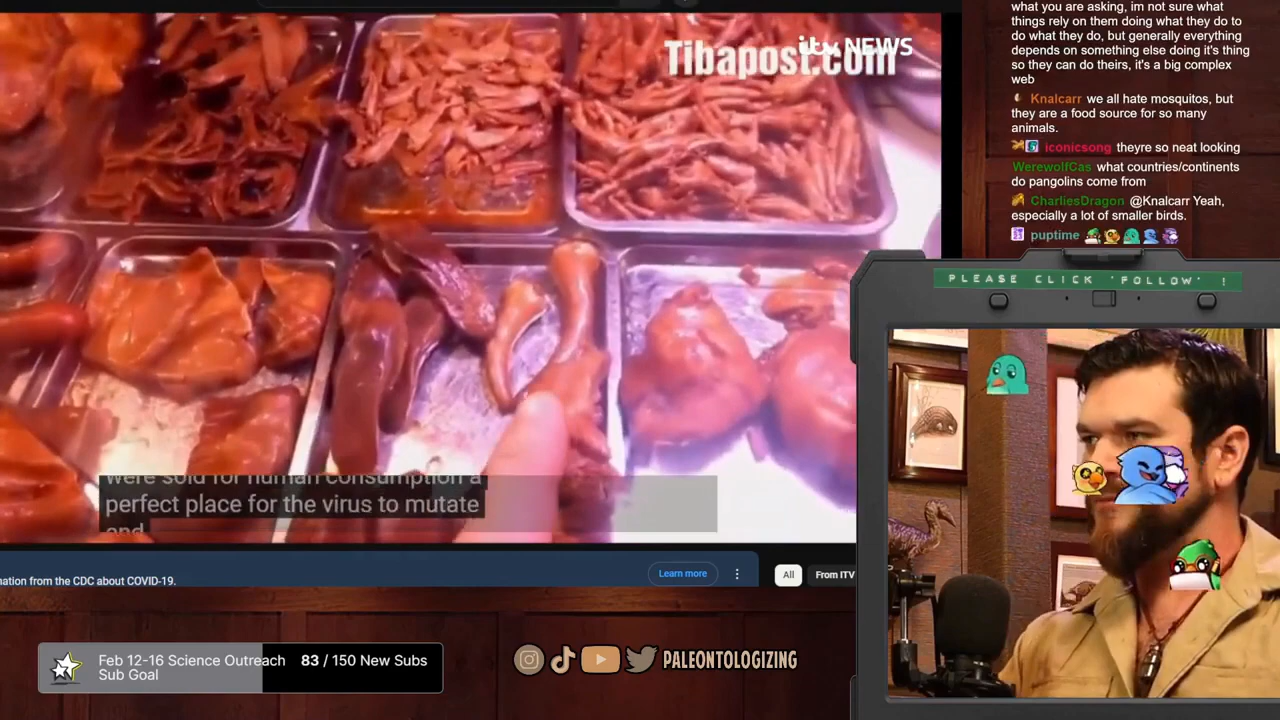 itv NEWS
Tibapost.com
were sold for human consumption a
perfect place for the virus to mutate
and
mation from the CDC about COVID-19.
Learn more
All
From ITV
what you are asking, im not sure what
things rely on them doing what they do to
do what they do, but generally everything
depends on something else doing it's thing
so they can do theirs, it's a big complex
web
Knalcarr we all hate mosquitos, but
they are a food source for so many
animals.
iconicsong theyre so neat looking
WerewolfCas what countries/continents
do pangolins come from
CharliesDragon @Knalcarr Yeah,
especially a lot of smaller birds.
puptime
PLEASE CLICK 'FOLLOW' !
Feb 12-16 Science Outreach
Sub Goal
83 / 150 New Subs
PALEONTOLOGIZING